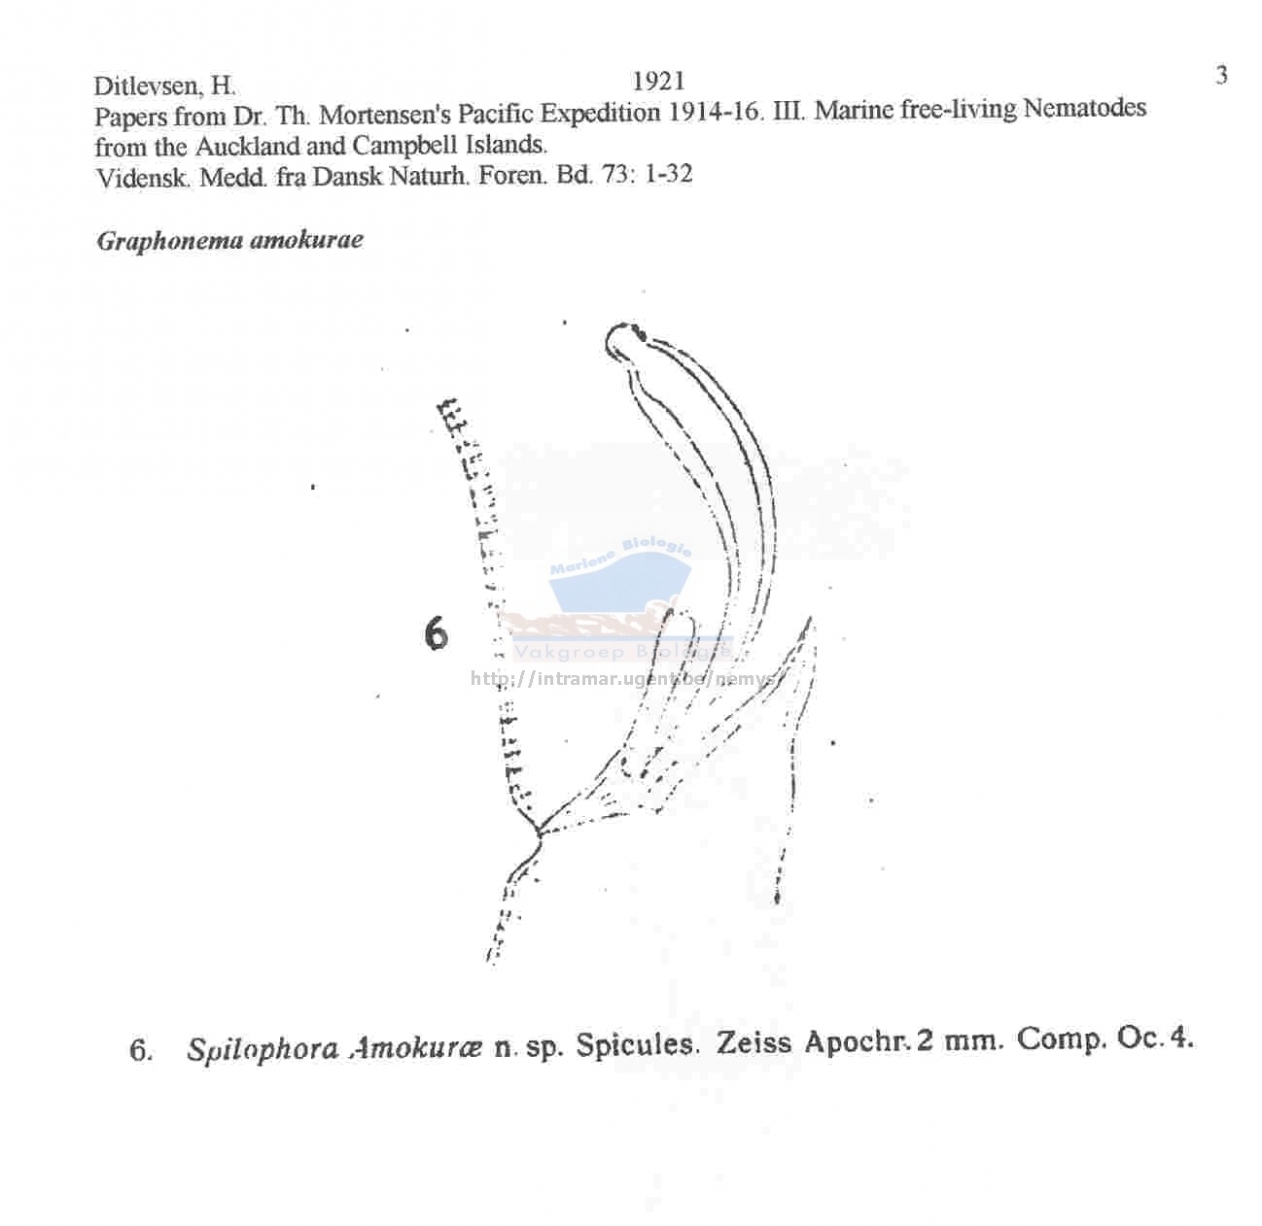 Ditlevsen, H. 1921 3
Papers from Dr. Th. Mortensen's Pacific Expedition 1914-16. III. Marine free-living Nematodes
from the Auckland and Campbell Islands.
Vidensk. Medd. fra Dansk Naturh. Foren. Bd. 73: 1-32
Graphonema amokurae
Mariene Biologie
6
Vakgroep Biologie
http://intramar.ugent.be/nemys/
6. Spilophora Amokuræ n. sp. Spicules. Zeiss Apochr. 2 mm. Comp. Oc. 4.